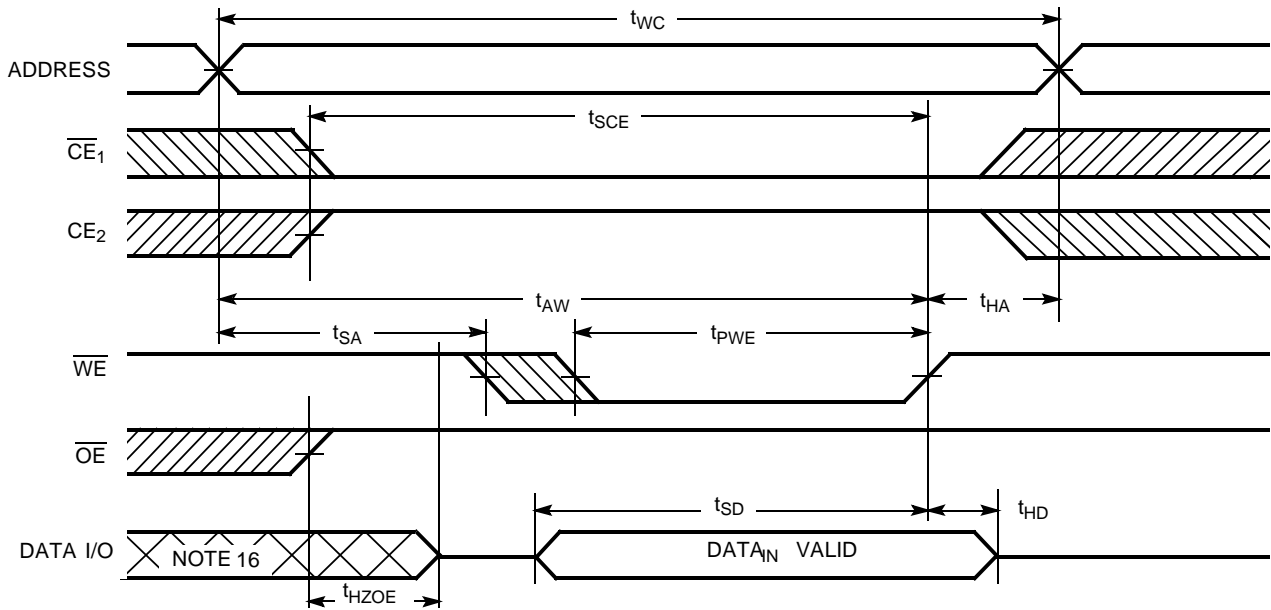 tWC
ADDRESS
tSCE
CE1
CE2
tAW
tHA
tSA
tPWE
WE
OE
tSD
tHD
DATA I/O
NOTE 16
DATAIN VALID
tHZOE